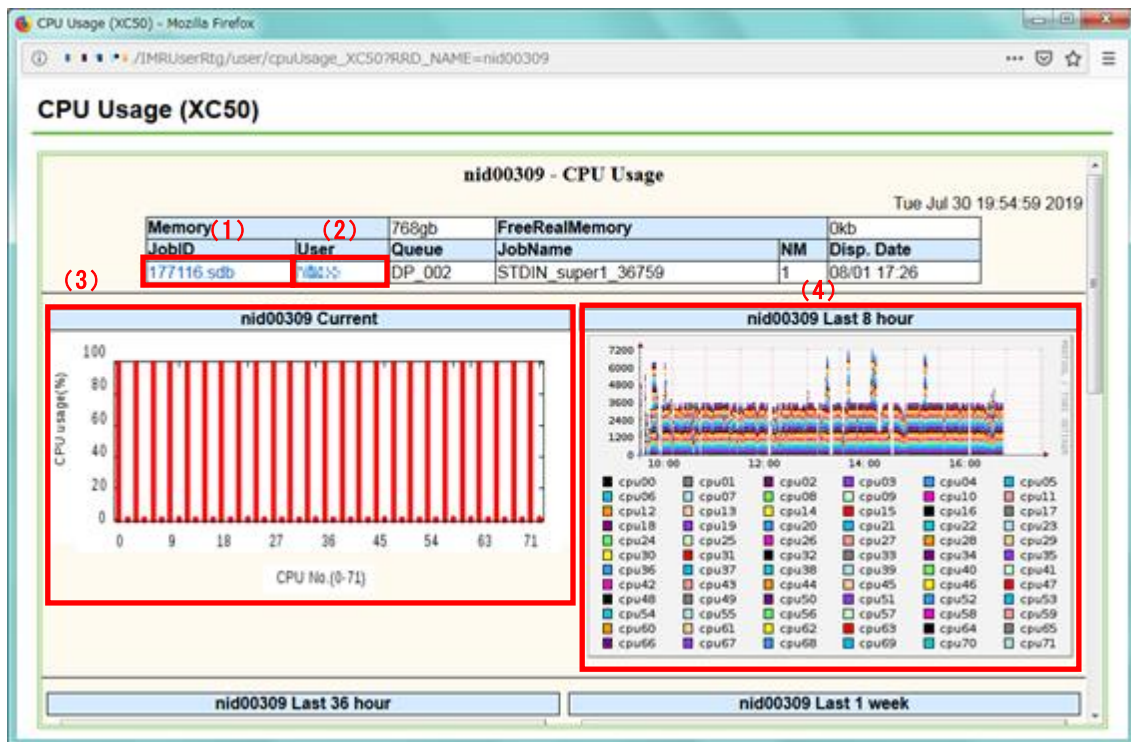 CPU Usage (XC50) - Mozilla Firefox
/IMRUserRtg/user/cpuUsage_XC50?RRD_NAME=nid00309
CPU Usage (XC50)
nid00309 - CPU Usage
Tue Jul 30 19:54:59 2019
Memory 768gb FreeRealMemory 0kb
(1) (2)
JobID User Queue JobName NM Disp. Date
177116.sdb DP_002 STDIN_super1_36759 1 08/01 17:26
(3) (4)
nid00309 Current
CPU usage(%)
100
80
60
40
20
0
0 9 18 27 36 45 54 63 71
CPU No.(0-71)
nid00309 Last 8 hour
7200
6000
4800
3600
2400
1200
0
10:00 12:00 14:00 16:00
cpu00 cpu01 cpu02 cpu03 cpu04 cpu05
cpu06 cpu07 cpu08 cpu09 cpu10 cpu11
cpu12 cpu13 cpu14 cpu15 cpu16 cpu17
cpu18 cpu19 cpu20 cpu21 cpu22 cpu23
cpu24 cpu25 cpu26 cpu27 cpu28 cpu29
cpu30 cpu31 cpu32 cpu33 cpu34 cpu35
cpu36 cpu37 cpu38 cpu39 cpu40 cpu41
cpu42 cpu43 cpu44 cpu45 cpu46 cpu47
cpu48 cpu49 cpu50 cpu51 cpu52 cpu53
cpu54 cpu55 cpu56 cpu57 cpu58 cpu59
cpu60 cpu61 cpu62 cpu63 cpu64 cpu65
cpu66 cpu67 cpu68 cpu69 cpu70 cpu71
nid00309 Last 36 hour
nid00309 Last 1 week